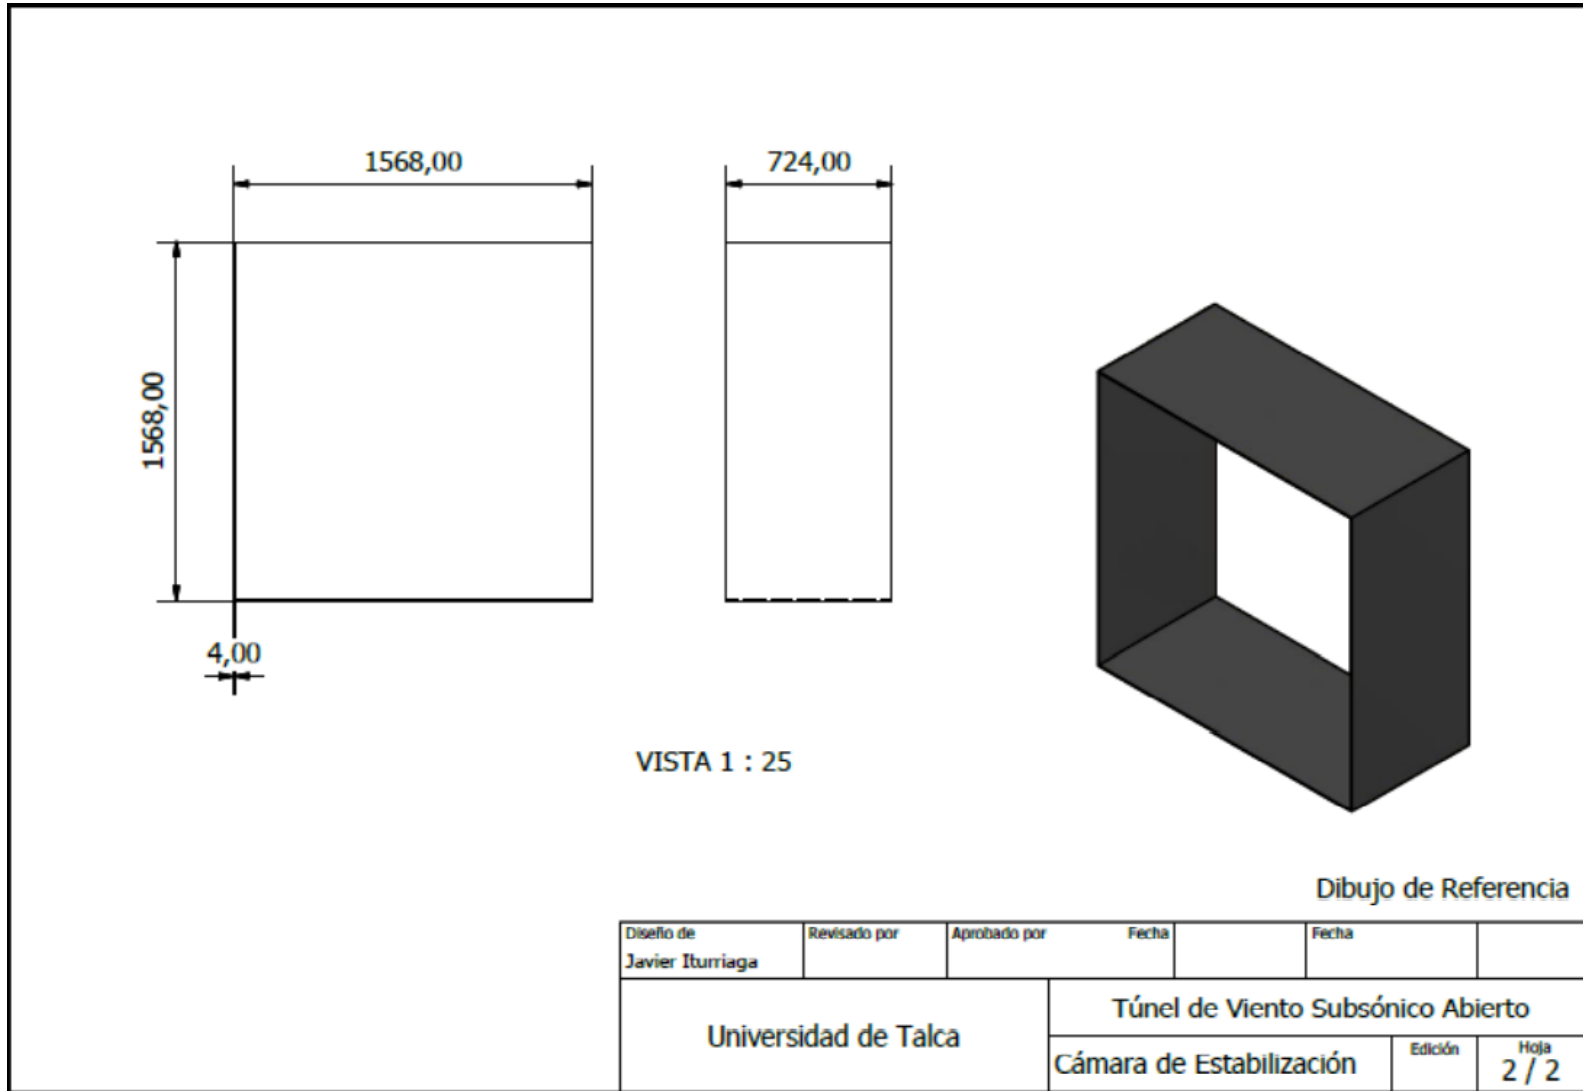 1568,00
724,00
1568,00
4,00
VISTA 1 : 25
Dibujo de Referencia
Diseño de
Revisado por
Aprobado por
Fecha
Fecha
Javier Iturriaga
Universidad de Talca
Túnel de Viento Subsónico Abierto
Cámara de Estabilización
Edición
Hoja
2 / 2